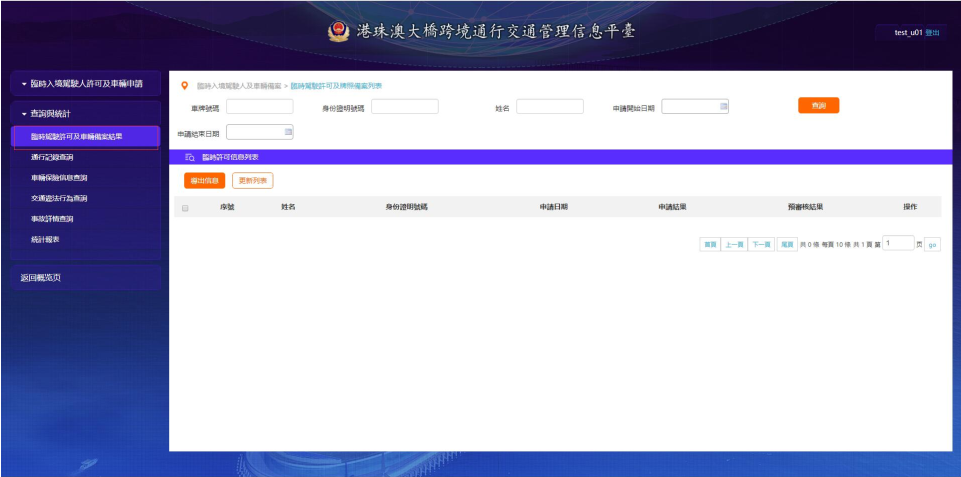 港珠澳大橋跨境通行交通管理信息平臺
test_u01 登出
臨時入境駕駛人許可及車輛申請
查詢與統計
臨時駕駛許可及車輛備案結果
通行記錄查詢
車輛保險信息查詢
交通違法行為查詢
事故詳情查詢
統計報表
返回概览页
臨時入境駕駛人及車輛備案 > 臨時駕駛許可及牌照備案列表
車牌號碼 身份證明號碼 姓名 申請開始日期 查詢
申請結束日期
臨時許可信息列表
導出信息 更新列表
序號 姓名 身份證明號碼 申請日期 申請結果 預審核結果 操作
首頁 上一頁 下一頁 尾頁 共 0 條 每頁 10 條 共 1 頁 第 1 页 go